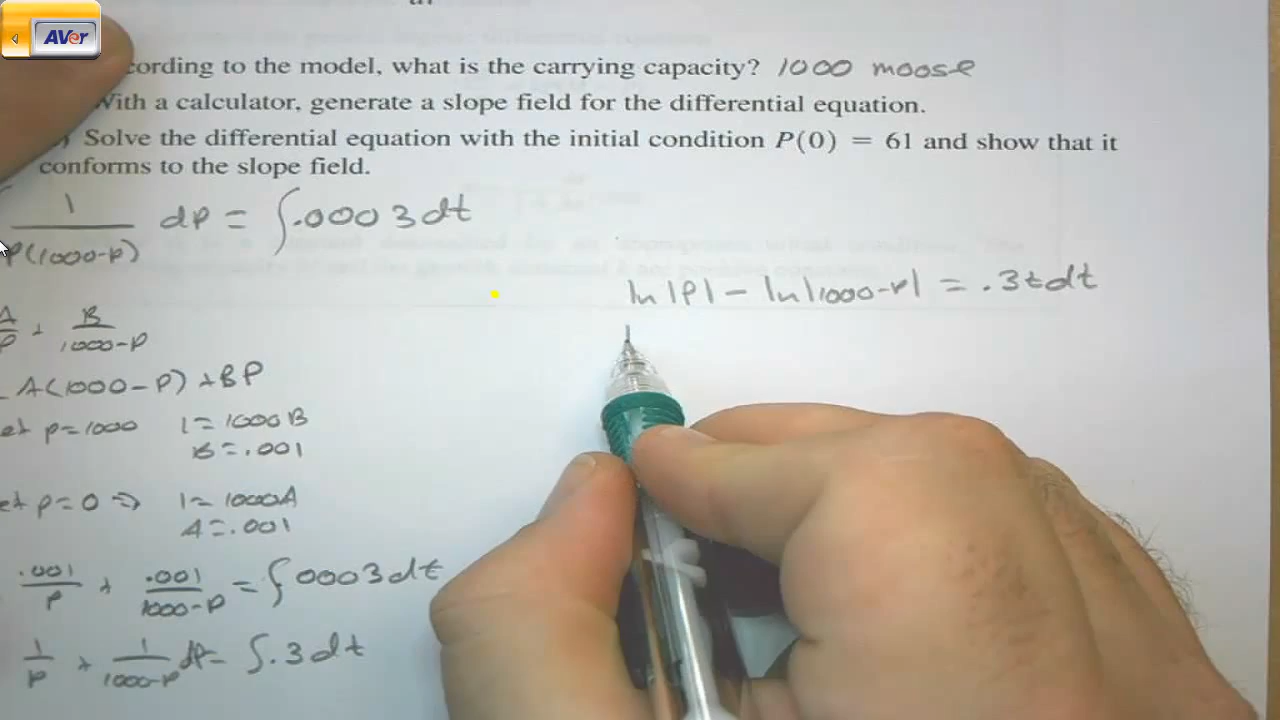 AVer
cording to the model, what is the carrying capacity? 1000 moose
With a calculator, generate a slope field for the differential equation.
Solve the differential equation with the initial condition P(0) = 61 and show that it
conforms to the slope field.
1/P(1000-P) dP = ∫.0003dt
ln|P| - ln|1000-P| = .3tdt
A/P + B/1000-P
A(1000-P)+BP
et P=1000 1=1000B
B=.001
et P=0 => 1=1000A
A=.001
.001/P + .001/1000-P = ∫0003dt
1/P + 1/1000-P dP= ∫.3dt